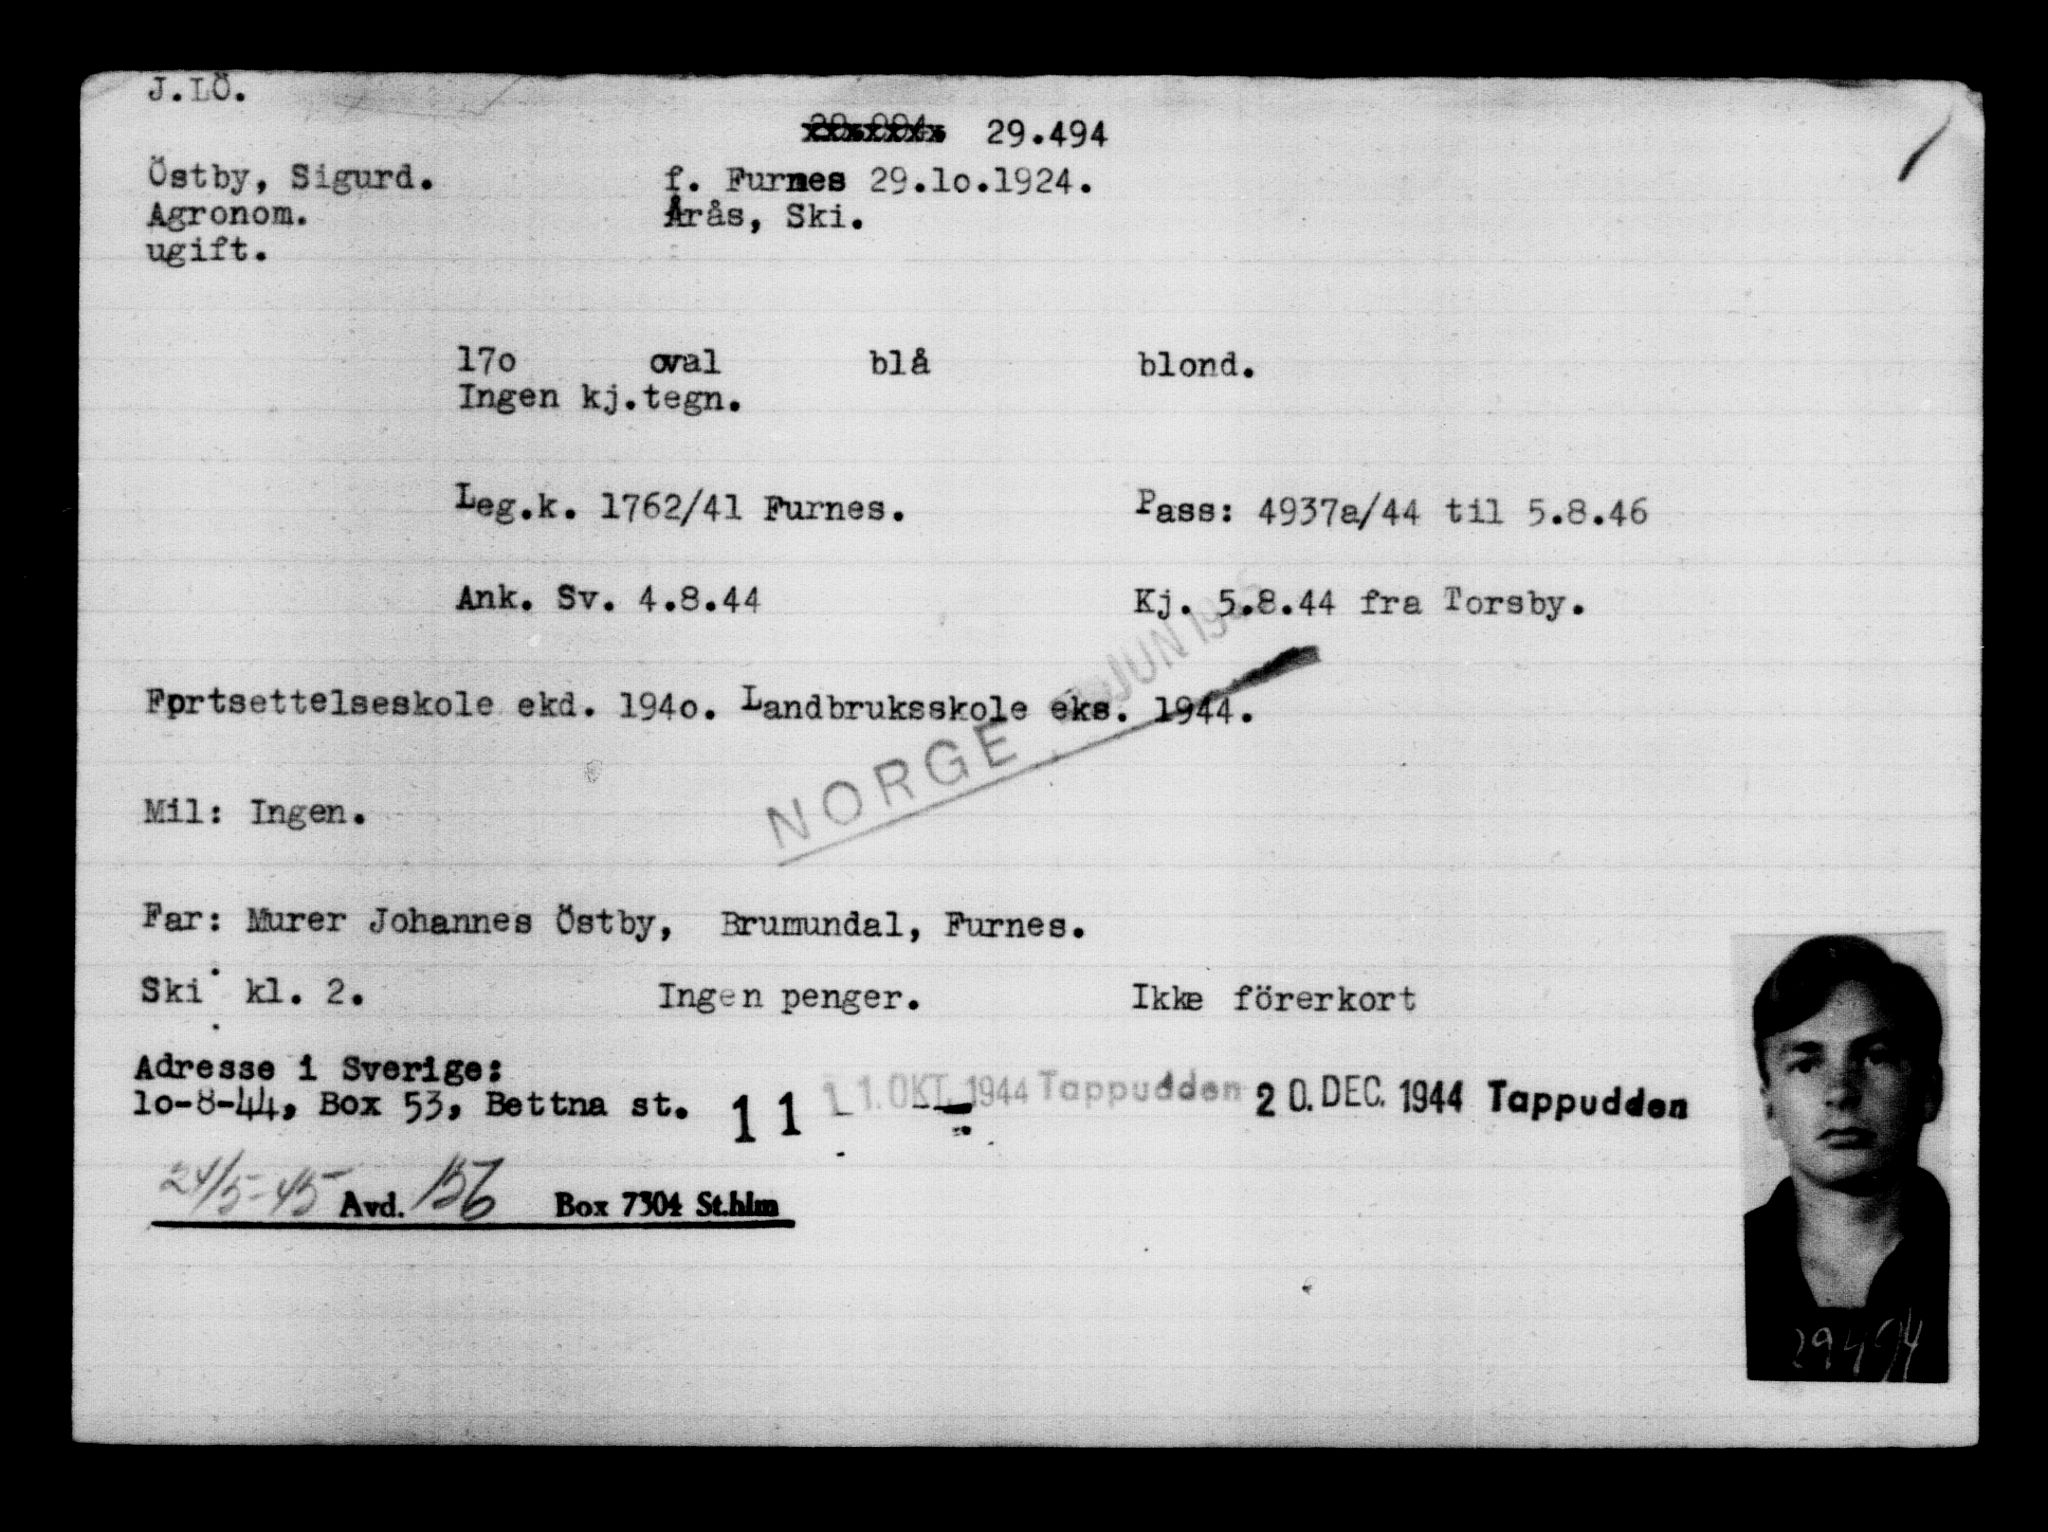 J.LÖ.
29.494
Östby, Sigurd. f. Furnes 29.lo.1924.
Agronom. Årås, Ski.
ugift.
17o oval blå blond.
Ingen kj.tegn.
Leg.k. 1762/41 Furnes. Pass: 4937a/44 til 5.8.46
Ank. Sv. 4.8.44 Kj. 5.8.44 fra Torsby.
Fortsettelseskole ekd. 194o. Landbruksskole eks. 1944.
NORGE JUN
Mil: Ingen.
Far: Murer Johannes Östby, Brumundal, Furnes.
Ski kl. 2. Ingen penger. Ikke förerkort
Adresse i Sverige:
lo-8-44, Box 53, Bettna st. 11 11. OKT. 1944 Tappudden 20. DEC. 1944 Tappudden
24/5-45 Avd. 156 Box 7304 St.hlm
29494